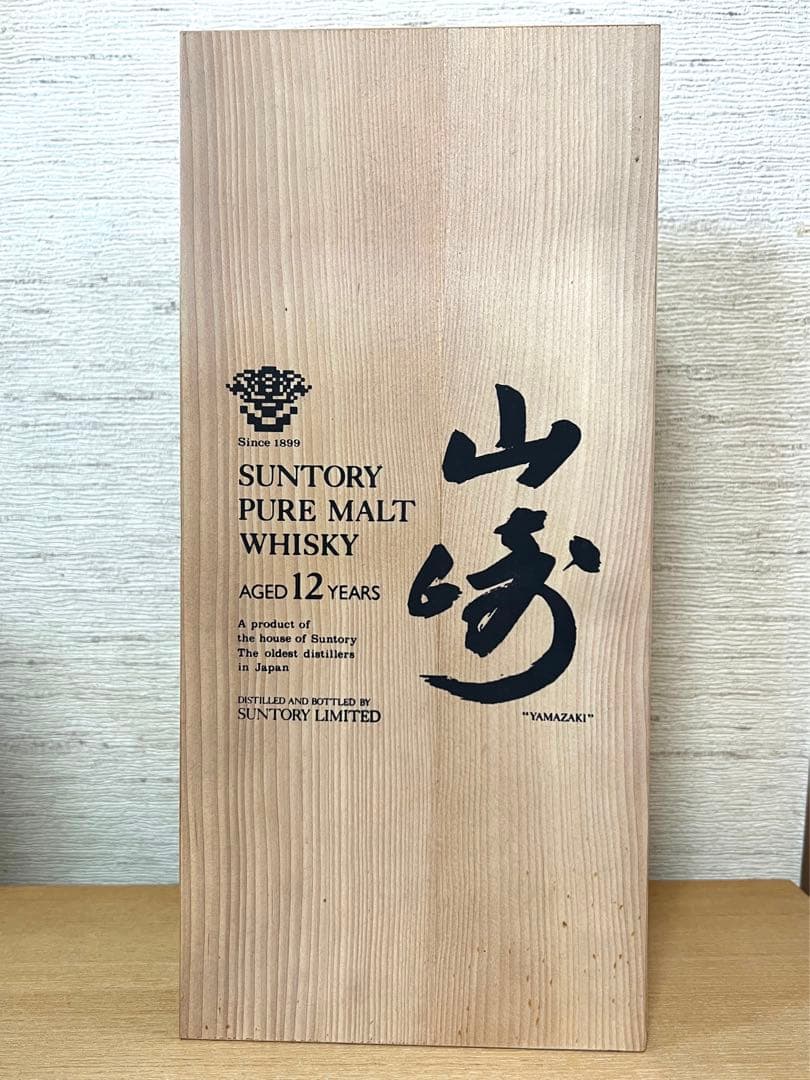 Since 1899
SUNTORY
PURE MALT
WHISKY
AGED 12 YEARS
A product of
the house of Suntory
The oldest distillers
in Japan
DISTILLED AND BOTTLED BY
SUNTORY LIMITED
山崎
"YAMAZAKI"